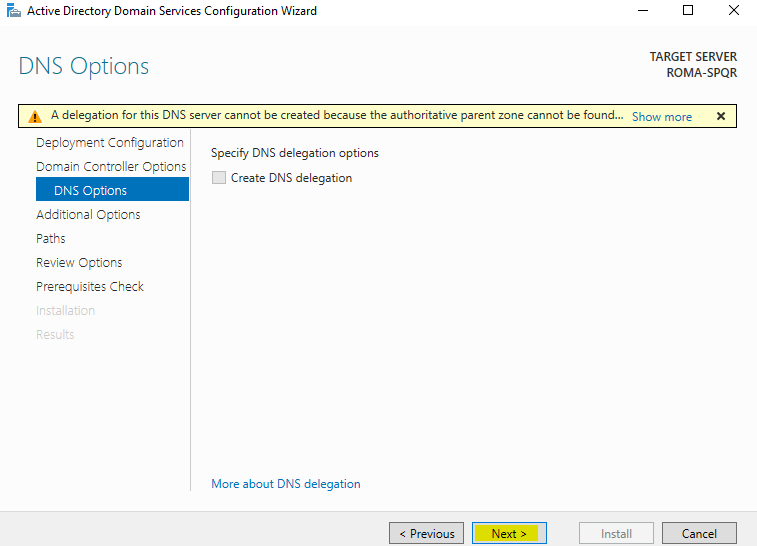 Active Directory Domain Services Configuration Wizard
DNS Options
TARGET SERVER
ROMA-SPQR
A delegation for this DNS server cannot be created because the authoritative parent zone cannot be found... Show more
Deployment Configuration
Domain Controller Options
DNS Options
Additional Options
Paths
Review Options
Prerequisites Check
Installation
Results
Specify DNS delegation options
Create DNS delegation
More about DNS delegation
< Previous
Next >
Install
Cancel